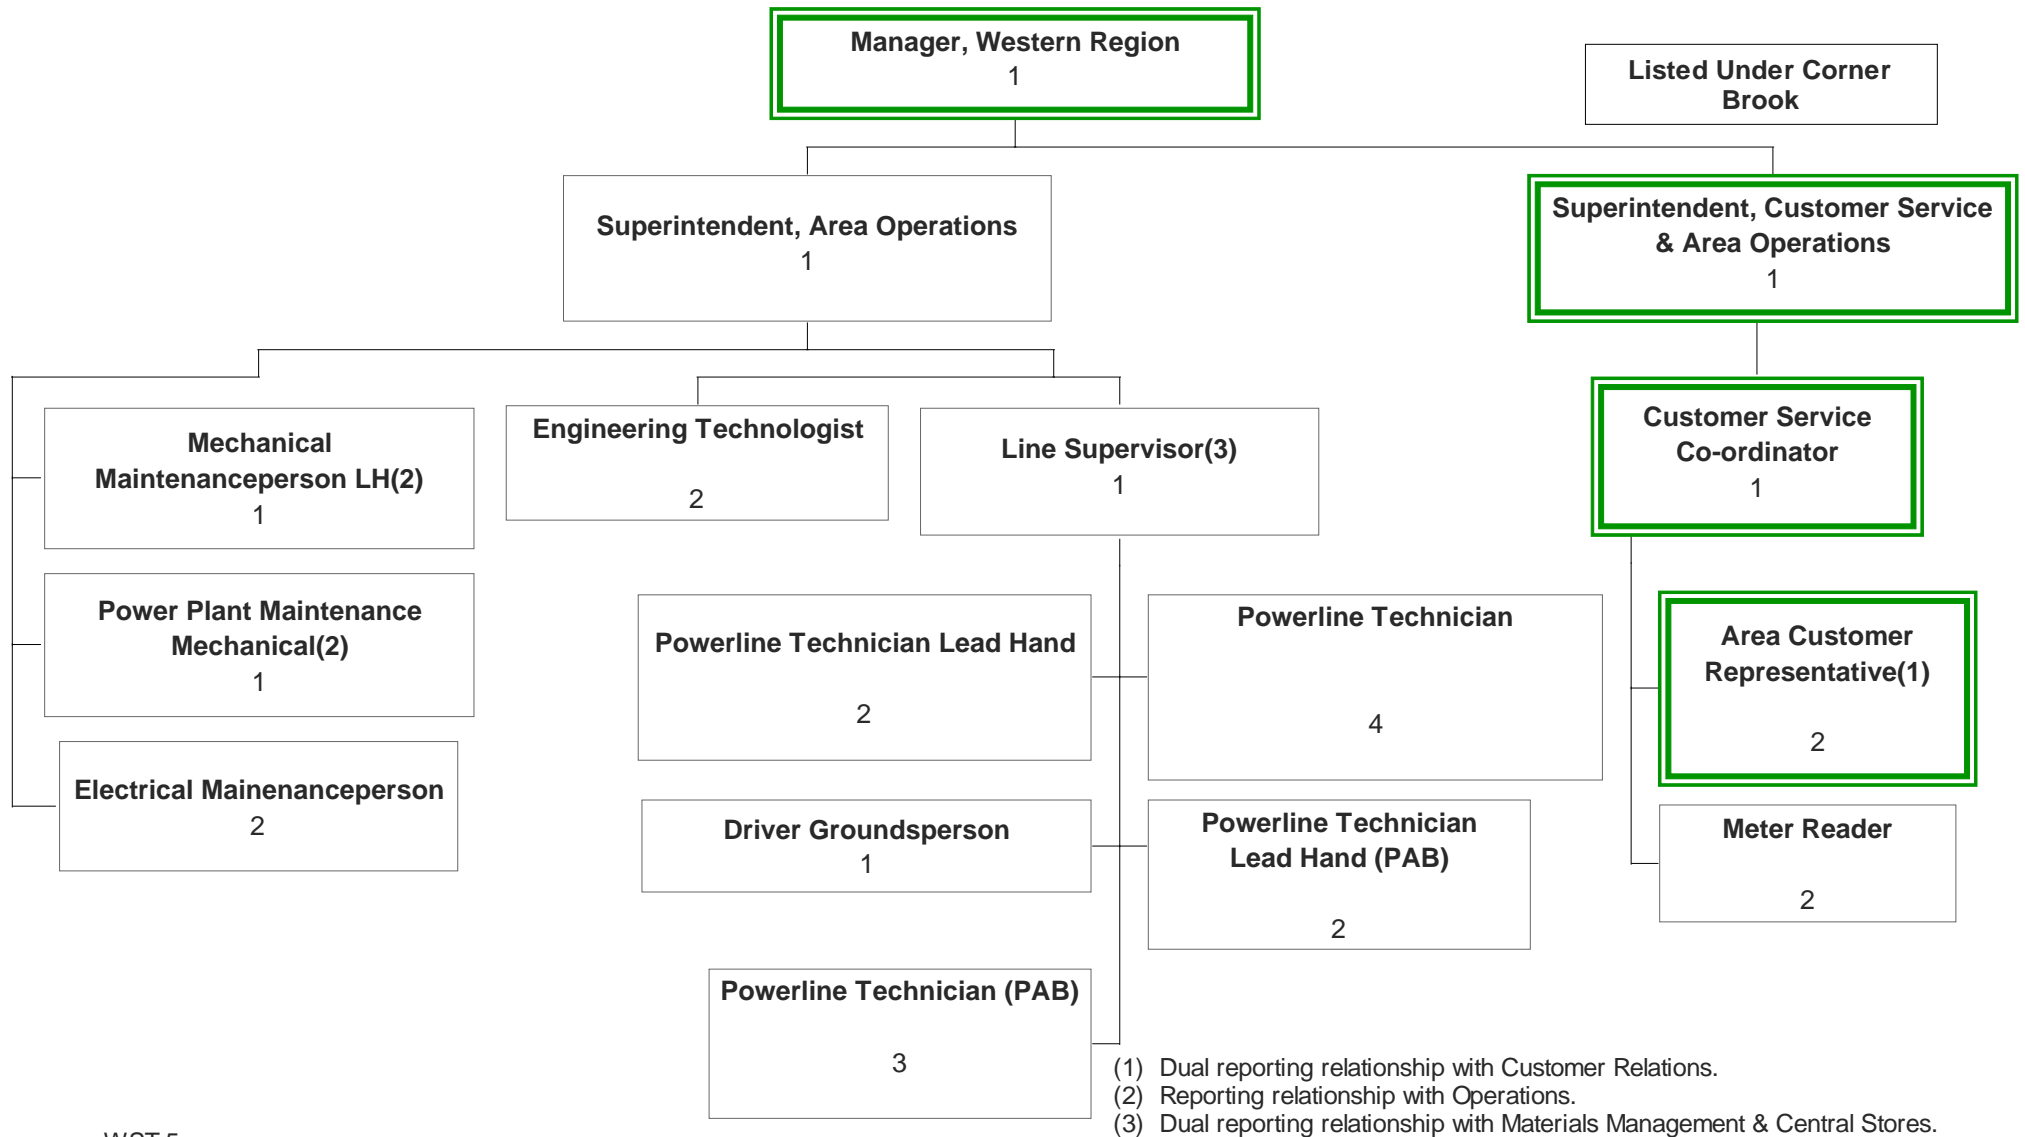 Manager, Western Region
1
Listed Under Corner
Brook
Superintendent, Area Operations
1
Superintendent, Customer Service
& Area Operations
1
Mechanical
Maintenanceperson LH(2)
1
Engineering Technologist
2
Line Supervisor(3)
1
Customer Service
Co-ordinator
1
Power Plant Maintenance
Mechanical(2)
1
Powerline Technician Lead Hand
2
Powerline Technician
4
Area Customer
Representative(1)
2
Electrical Mainenanceperson
2
Driver Groundsperson
1
Powerline Technician
Lead Hand (PAB)
2
Meter Reader
2
Powerline Technician (PAB)
3
(1) Dual reporting relationship with Customer Relations.
(2) Reporting relationship with Operations.
(3) Dual reporting relationship with Materials Management & Central Stores.